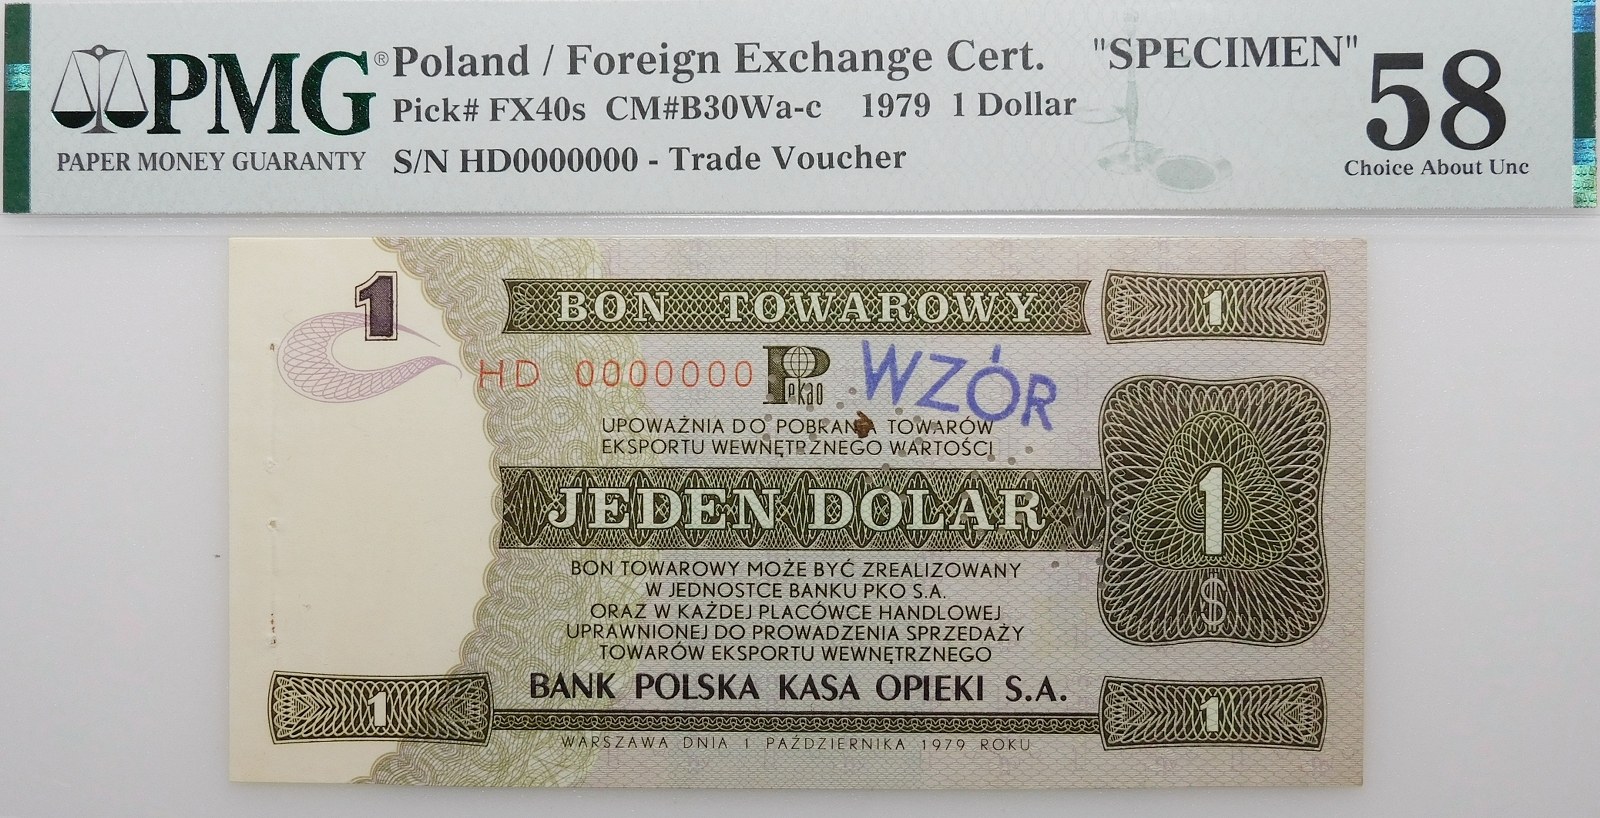 PMG® Poland / Foreign Exchange Cert. "SPECIMEN" 58
Pick# FX40s CM#B30Wa-c 1979 1 Dollar
PAPER MONEY GUARANTY S/N HD0000000 - Trade Voucher Choice About Unc
1 BON TOWAROWY 1
HD 0000000 Pekao WZÓR
UPOWAŻNIA DO POBRANIA TOWARÓW
EKSPORTU WEWNĘTRZNEGO WARTOŚCI
JEDEN DOLAR 1
$
BON TOWAROWY MOŻE BYĆ ZREALIZOWANY
W JEDNOSTCE BANKU PKO S.A.
ORAZ W KAŻDEJ PLACÓWCE HANDLOWEJ
UPRAWNIONEJ DO PROWADZENIA SPRZEDAŻY
TOWARÓW EKSPORTU WEWNĘTRZNEGO
BANK POLSKA KASA OPIEKI S.A.
1 1
WARSZAWA DNIA 1 PAŹDZIERNIKA 1979 ROKU